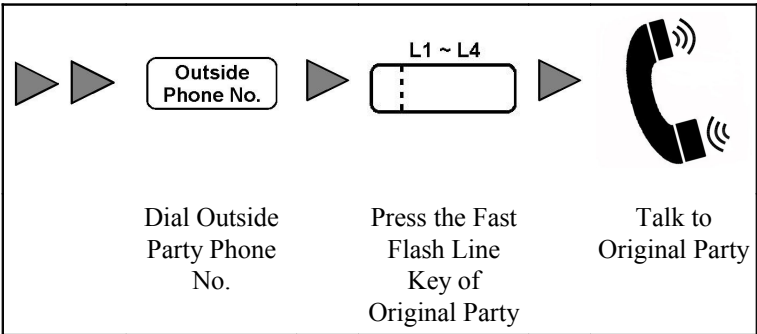 L1 ~ L4
Outside
Phone No.
Dial Outside
Party Phone
No.
Press the Fast
Flash Line
Key of
Original Party
Talk to
Original Party